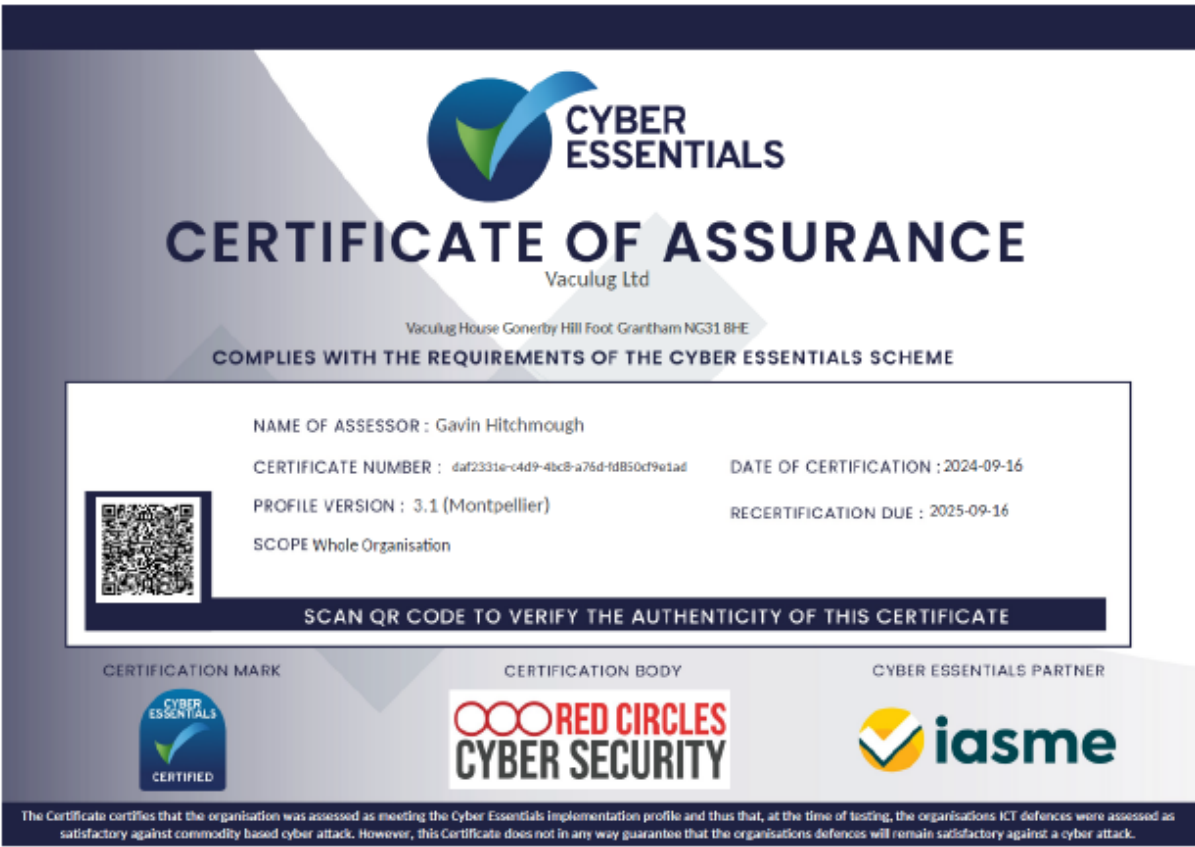 CYBER
ESSENTIALS
CERTIFICATE OF ASSURANCE
Vaculug Ltd
Vaculug House Gonerby Hill Foot Grantham NG31 8HE
COMPLIES WITH THE REQUIREMENTS OF THE CYBER ESSENTIALS SCHEME
NAME OF ASSESSOR : Gavin Hitchmough
CERTIFICATE NUMBER : daf2331e-c4d9-4bc8-a76d-fd850cf9e1ad
DATE OF CERTIFICATION : 2024-09-16
PROFILE VERSION : 3.1 (Montpellier)
RECERTIFICATION DUE : 2025-09-16
SCOPE Whole Organisation
SCAN QR CODE TO VERIFY THE AUTHENTICITY OF THIS CERTIFICATE
CERTIFICATION MARK
CYBER
ESSENTIALS
CERTIFIED
CERTIFICATION BODY
RED CIRCLES
CYBER SECURITY
CYBER ESSENTIALS PARTNER
iasme
The Certificate certifies that the organisation was assessed as meeting the Cyber Essentials implementation profile and thus that, at the time of testing, the organisations ICT defences were assessed as
satisfactory against commodity based cyber attack. However, this Certificate does not in any way guarantee that the organisations defences will remain satisfactory against a cyber attack.